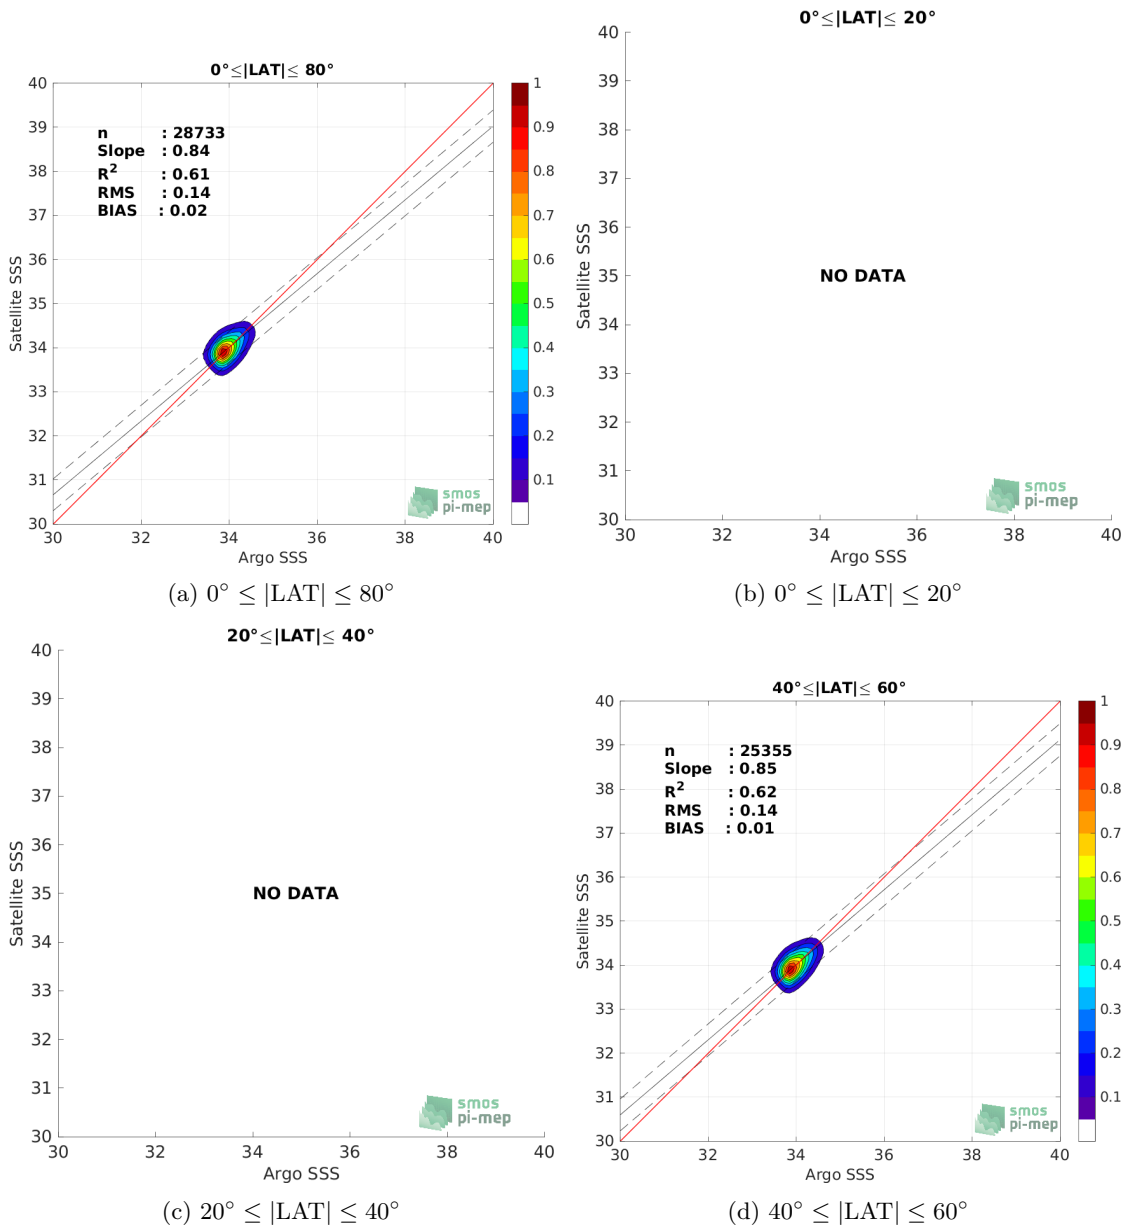 0°≤|LAT|≤ 80°
40
39
38
37
36
35
34
33
32
31
30
Satellite SSS
n : 28733
Slope : 0.84
R² : 0.61
RMS : 0.14
BIAS : 0.02
smos
pi-mep
30 32 34 36 38 40
Argo SSS
1
0.9
0.8
0.7
0.6
0.5
0.4
0.3
0.2
0.1
(a) 0° ≤ |LAT| ≤ 80°
0°≤|LAT|≤ 20°
40
39
38
37
36
35
34
33
32
31
30
Satellite SSS
NO DATA
smos
pi-mep
30 32 34 36 38 40
Argo SSS
(b) 0° ≤ |LAT| ≤ 20°
20°≤|LAT|≤ 40°
40
39
38
37
36
35
34
33
32
31
30
Satellite SSS
NO DATA
smos
pi-mep
30 32 34 36 38 40
Argo SSS
(c) 20° ≤ |LAT| ≤ 40°
40°≤|LAT|≤ 60°
40
39
38
37
36
35
34
33
32
31
30
Satellite SSS
n : 25355
Slope : 0.85
R² : 0.62
RMS : 0.14
BIAS : 0.01
smos
pi-mep
30 32 34 36 38 40
Argo SSS
1
0.9
0.8
0.7
0.6
0.5
0.4
0.3
0.2
0.1
(d) 40° ≤ |LAT| ≤ 60°